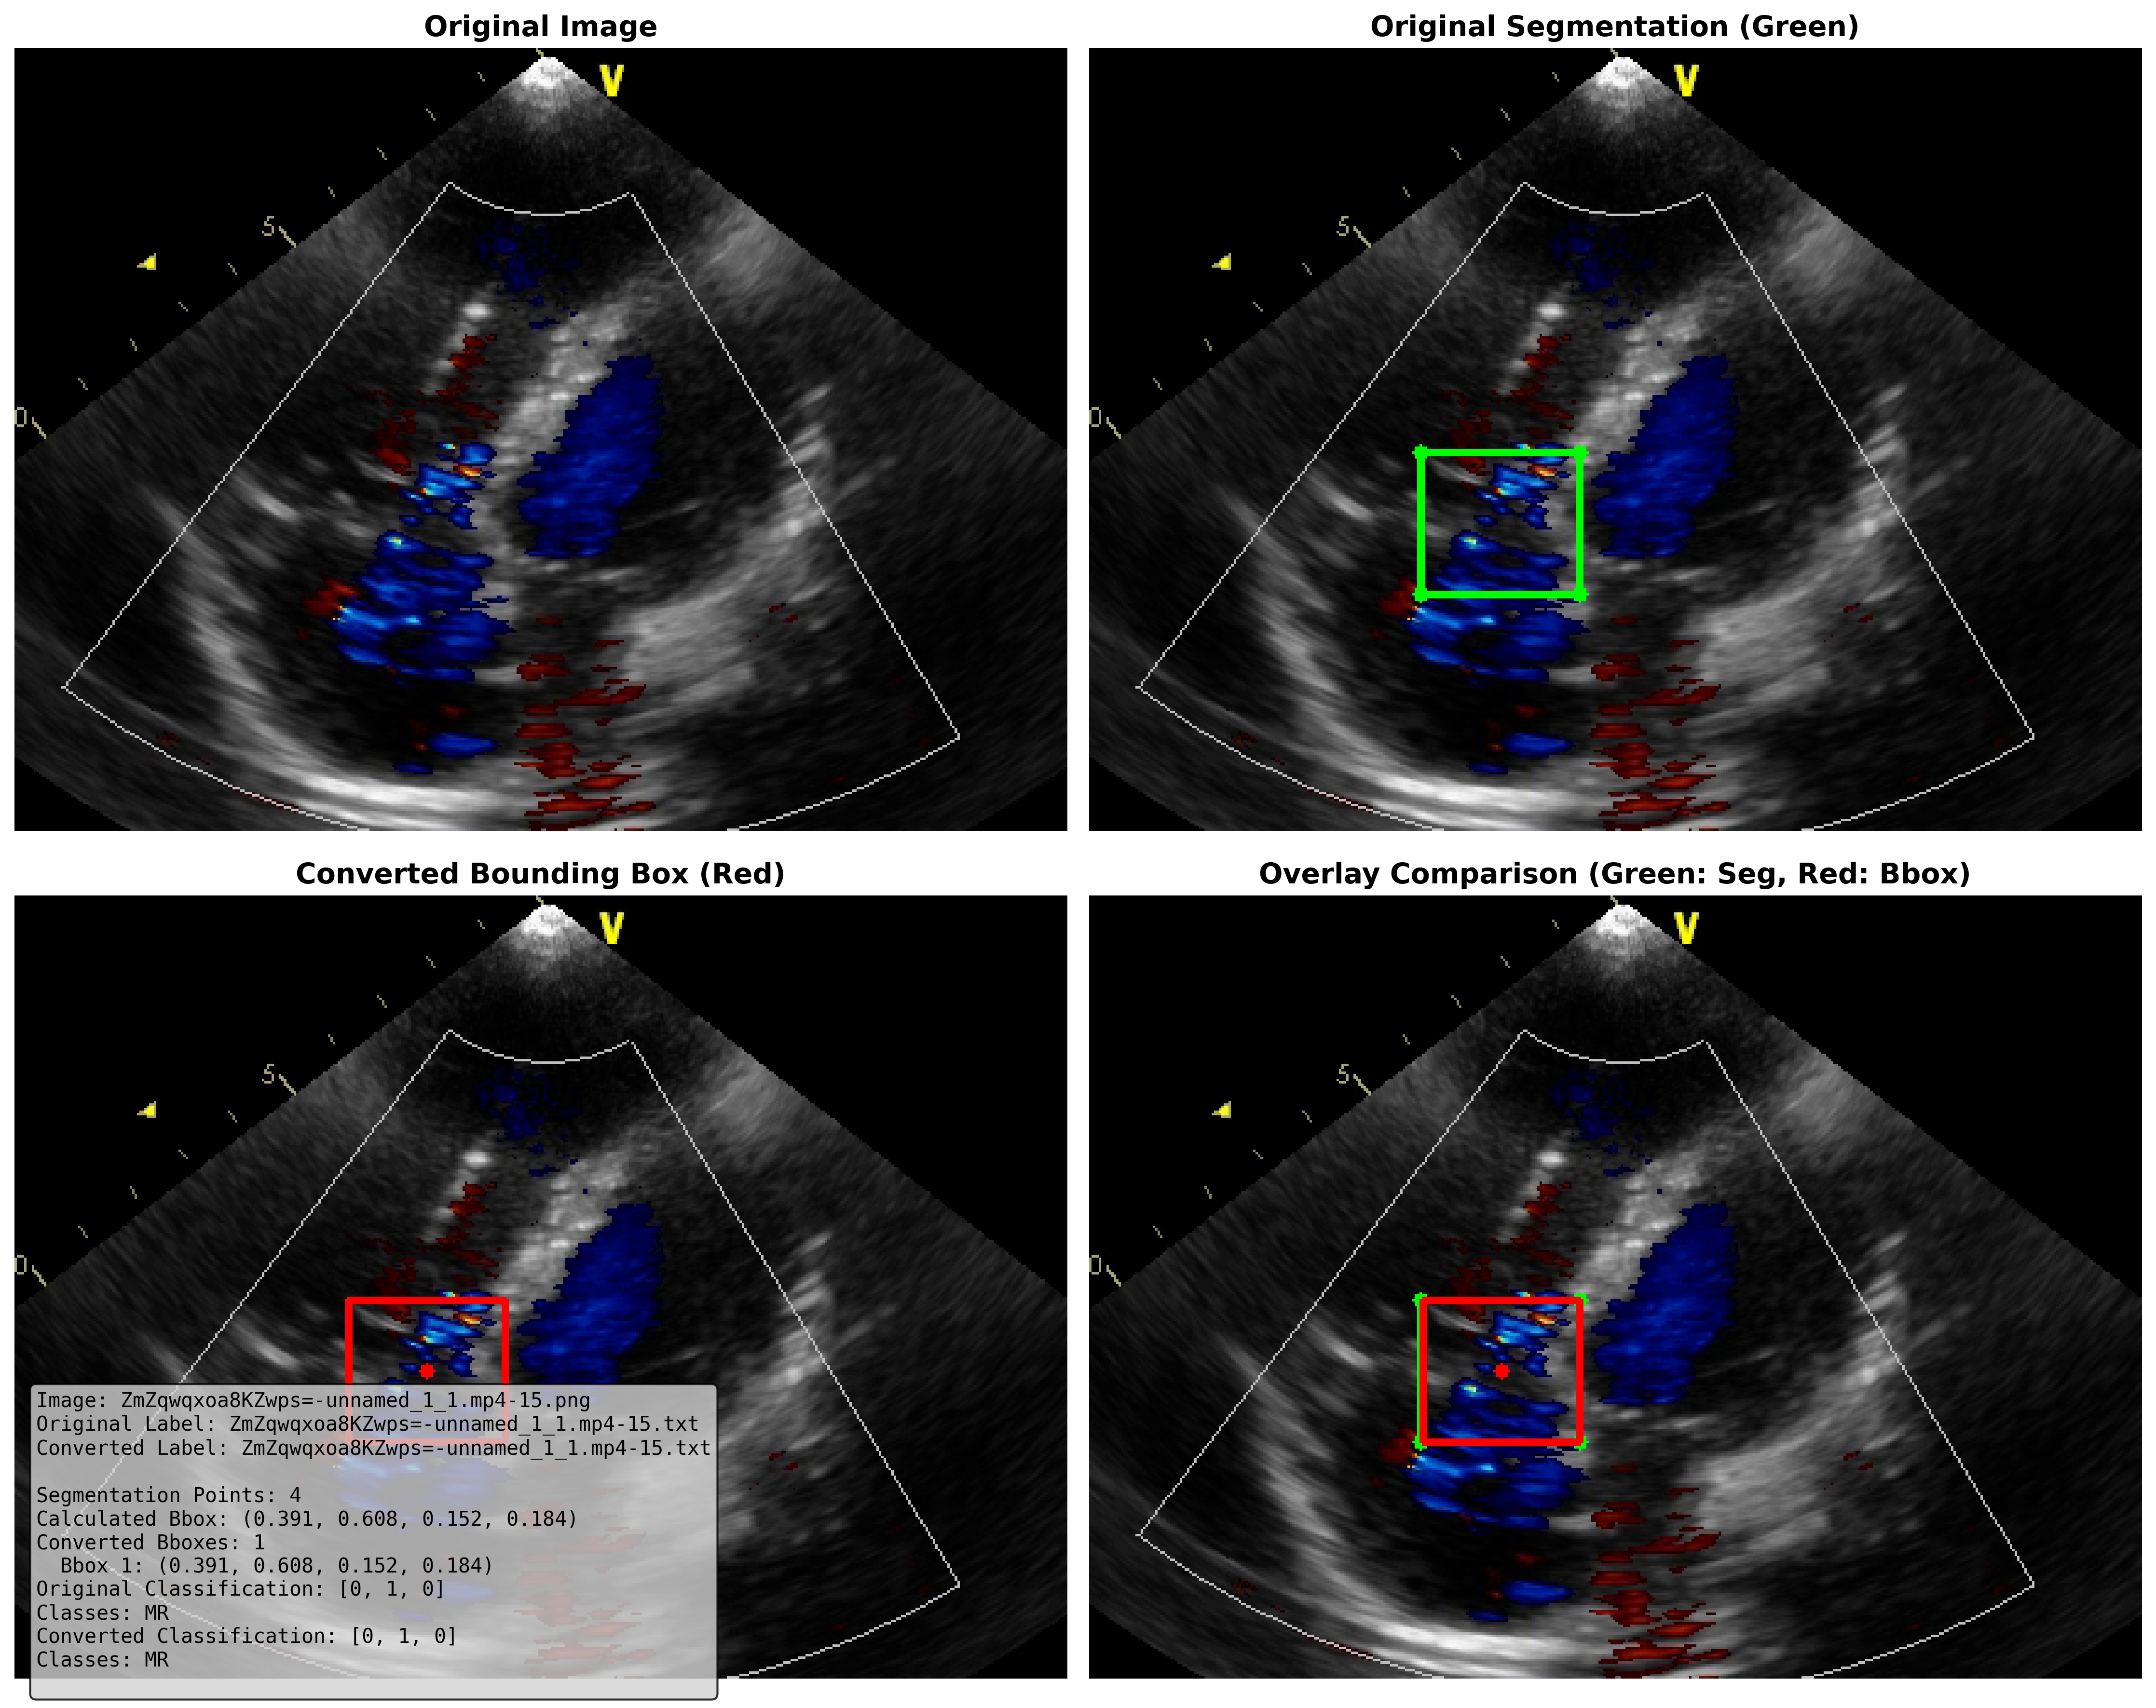 Original Image
Original Segmentation (Green)
V
5
0
V
5
0
Converted Bounding Box (Red)
Overlay Comparison (Green: Seg, Red: Bbox)
V
5
0
V
5
0
Image: ZmZqwqxoa8KZwps=-unnamed_1_1.mp4-15.png
Original Label: ZmZqwqxoa8KZwps=-unnamed_1_1.mp4-15.txt
Converted Label: ZmZqwqxoa8KZwps=-unnamed_1_1.mp4-15.txt
Segmentation Points: 4
Calculated Bbox: (0.391, 0.608, 0.152, 0.184)
Converted Bboxes: 1
Bbox 1: (0.391, 0.608, 0.152, 0.184)
Original Classification: [0, 1, 0]
Classes: MR
Converted Classification: [0, 1, 0]
Classes: MR